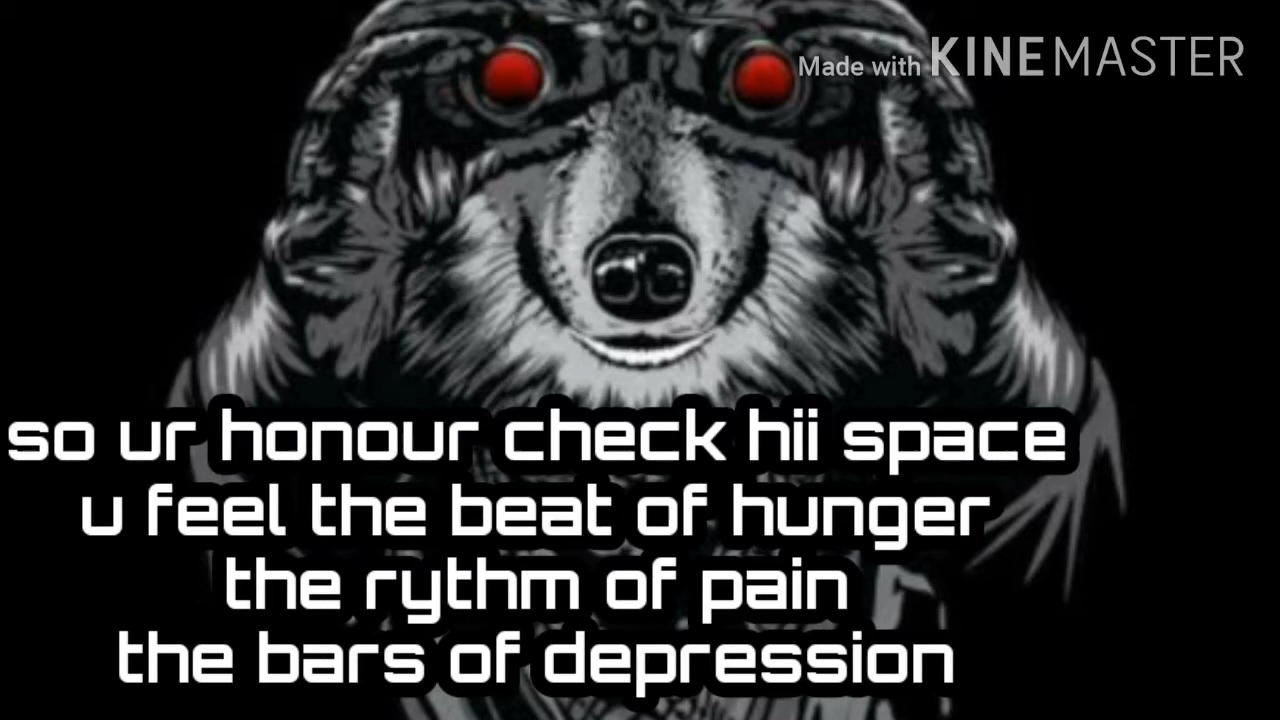 Made with KINEMASTER
so ur honour check hii space
u feel the beat of hunger
the rythm of pain
the bars of depression